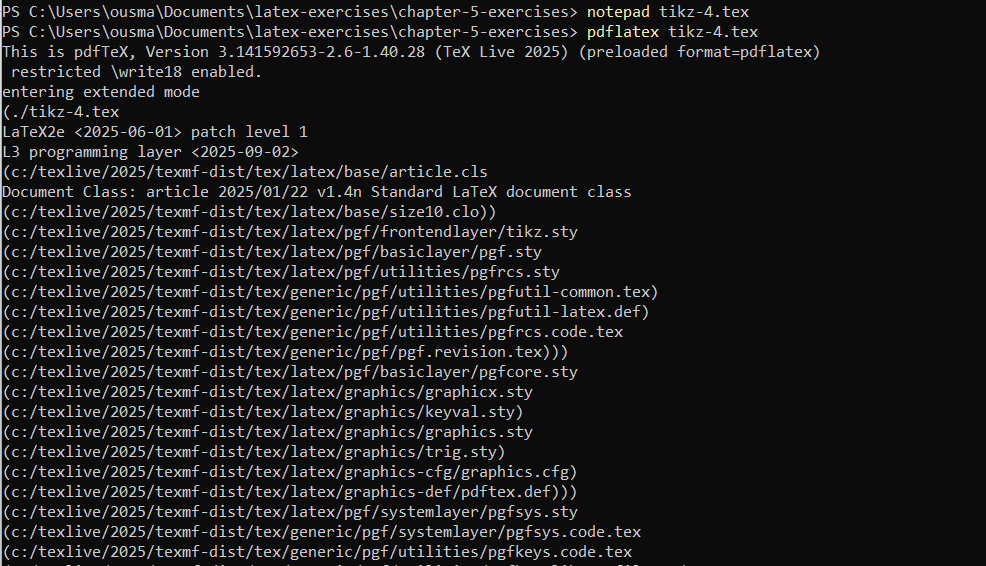 PS C:\Users\ousma\Documents\latex-exercises\chapter-5-exercises> notepad tikz-4.tex
PS C:\Users\ousma\Documents\latex-exercises\chapter-5-exercises> pdflatex tikz-4.tex
This is pdfTeX, Version 3.141592653-2.6-1.40.28 (TeX Live 2025) (preloaded format=pdflatex)
 restricted \write18 enabled.
entering extended mode
(./tikz-4.tex
LaTeX2e <2025-06-01> patch level 1
L3 programming layer <2025-09-02>
(c:/texlive/2025/texmf-dist/tex/latex/base/article.cls
Document Class: article 2025/01/22 v1.4n Standard LaTeX document class
(c:/texlive/2025/texmf-dist/tex/latex/base/size10.clo))
(c:/texlive/2025/texmf-dist/tex/latex/pgf/frontendlayer/tikz.sty
(c:/texlive/2025/texmf-dist/tex/latex/pgf/basiclayer/pgf.sty
(c:/texlive/2025/texmf-dist/tex/latex/pgf/utilities/pgfrcs.sty
(c:/texlive/2025/texmf-dist/tex/generic/pgf/utilities/pgfutil-common.tex)
(c:/texlive/2025/texmf-dist/tex/generic/pgf/utilities/pgfutil-latex.def)
(c:/texlive/2025/texmf-dist/tex/generic/pgf/utilities/pgfrcs.code.tex
(c:/texlive/2025/texmf-dist/tex/generic/pgf/pgf.revision.tex)))
(c:/texlive/2025/texmf-dist/tex/latex/pgf/basiclayer/pgfcore.sty
(c:/texlive/2025/texmf-dist/tex/latex/graphics/graphicx.sty
(c:/texlive/2025/texmf-dist/tex/latex/graphics/keyval.sty)
(c:/texlive/2025/texmf-dist/tex/latex/graphics/graphics.sty
(c:/texlive/2025/texmf-dist/tex/latex/graphics/trig.sty)
(c:/texlive/2025/texmf-dist/tex/latex/graphics-cfg/graphics.cfg)
(c:/texlive/2025/texmf-dist/tex/latex/graphics-def/pdftex.def)))
(c:/texlive/2025/texmf-dist/tex/latex/pgf/systemlayer/pgfsys.sty
(c:/texlive/2025/texmf-dist/tex/generic/pgf/systemlayer/pgfsys.code.tex
(c:/texlive/2025/texmf-dist/tex/generic/pgf/utilities/pgfkeys.code.tex